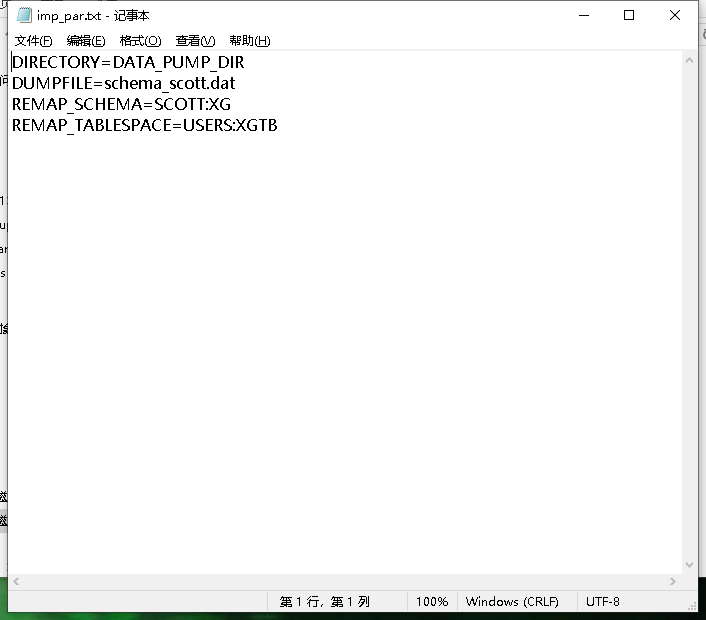 imp_par.txt - 记事本
文件(F) 编辑(E) 格式(O) 查看(V) 帮助(H)
DIRECTORY=DATA_PUMP_DIR
DUMPFILE=schema_scott.dat
REMAP_SCHEMA=SCOTT:XG
REMAP_TABLESPACE=USERS:XGTB
第 1 行，第 1 列 100% Windows (CRLF) UTF-8